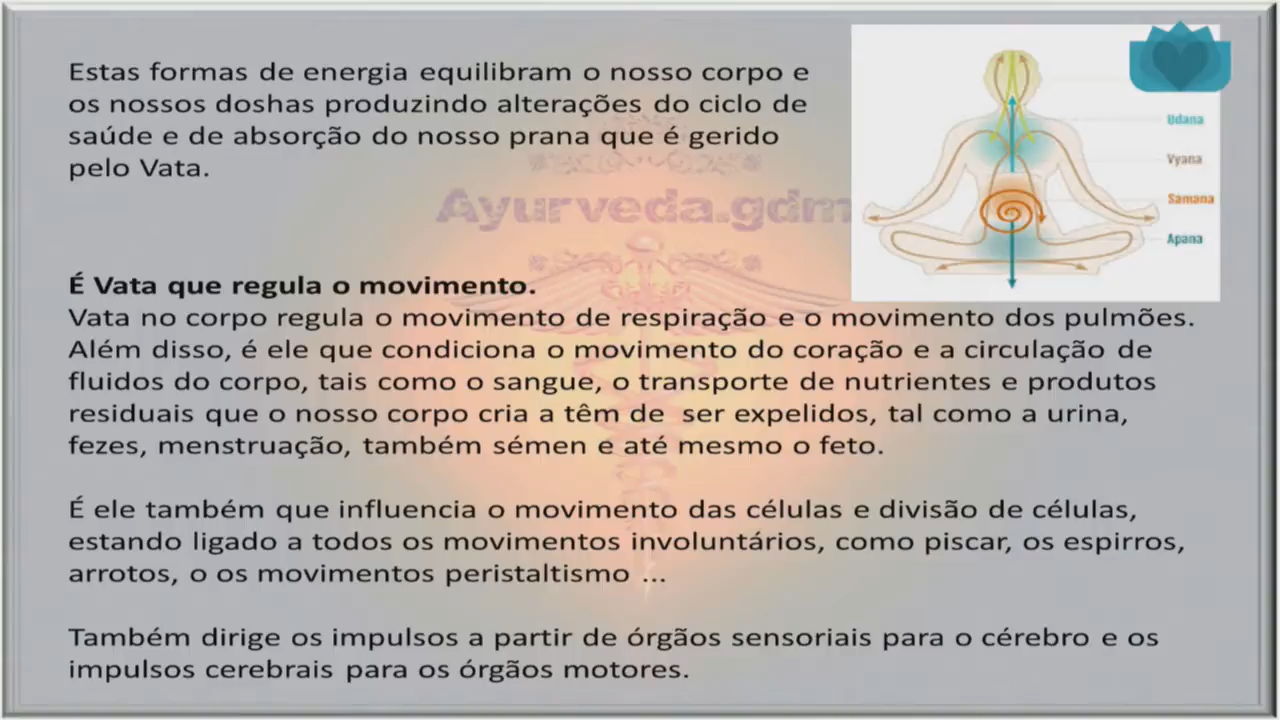 Estas formas de energia equilibram o nosso corpo e
os nossos doshas produzindo alterações do ciclo de
saúde e de absorção do nosso prana que é gerido
pelo Vata.
Ayurveda.gdm
Udana
Vyana
Samana
Apana
É Vata que regula o movimento.
Vata no corpo regula o movimento de respiração e o movimento dos pulmões.
Além disso, é ele que condiciona o movimento do coração e a circulação de
fluidos do corpo, tais como o sangue, o transporte de nutrientes e produtos
residuais que o nosso corpo cria a têm de  ser expelidos, tal como a urina,
fezes, menstruação, também sémen e até mesmo o feto.
É ele também que influencia o movimento das células e divisão de células,
estando ligado a todos os movimentos involuntários, como piscar, os espirros,
arrotos, o os movimentos peristaltismo ...
Também dirige os impulsos a partir de órgãos sensoriais para o cérebro e os
impulsos cerebrais para os órgãos motores.